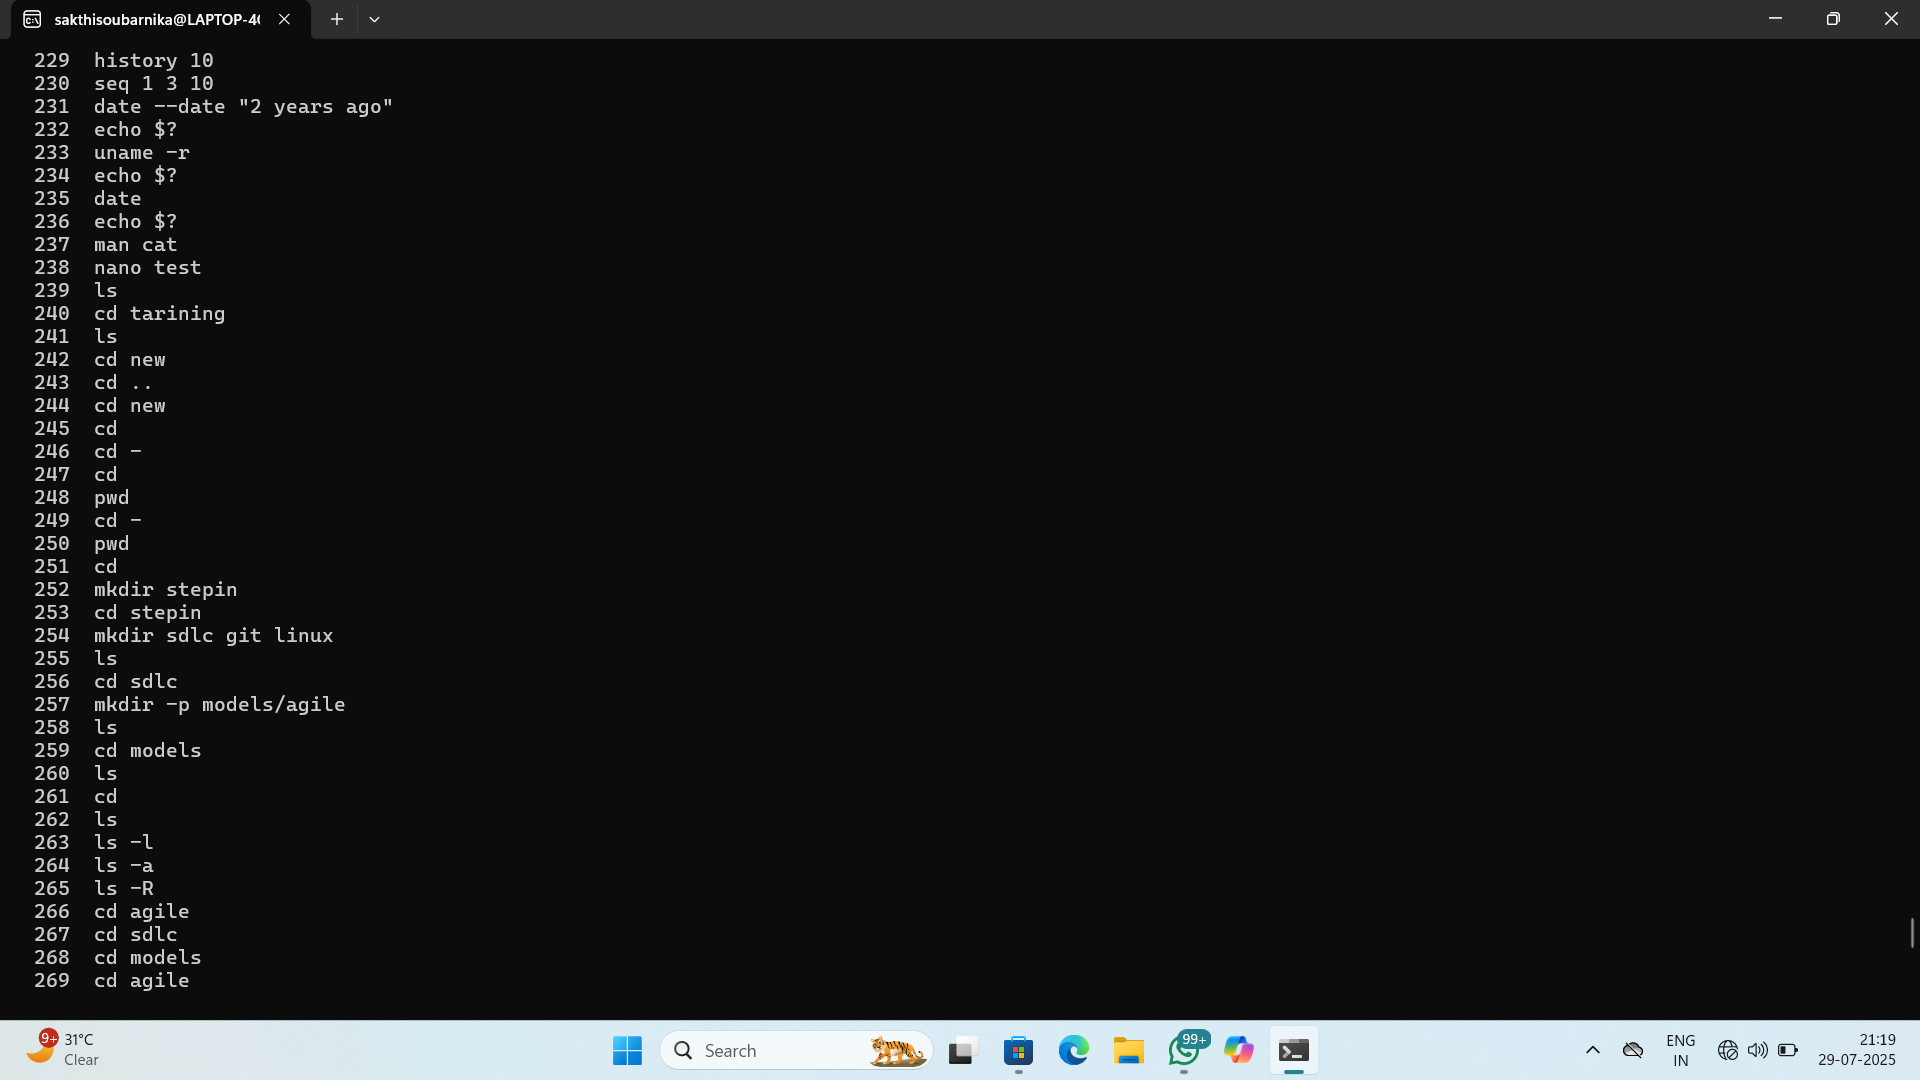 sakthisoubarnika@LAPTOP-4
229 history 10
230 seq 1 3 10
231 date --date "2 years ago"
232 echo $?
233 uname -r
234 echo $?
235 date
236 echo $?
237 man cat
238 nano test
239 ls
240 cd tarining
241 ls
242 cd new
243 cd ..
244 cd new
245 cd
246 cd -
247 cd
248 pwd
249 cd -
250 pwd
251 cd
252 mkdir stepin
253 cd stepin
254 mkdir sdlc git linux
255 ls
256 cd sdlc
257 mkdir -p models/agile
258 ls
259 cd models
260 ls
261 cd
262 ls
263 ls -l
264 ls -a
265 ls -R
266 cd agile
267 cd sdlc
268 cd models
269 cd agile
9+
31°C
Clear
Search
99+
ENG
IN
21:19
29-07-2025